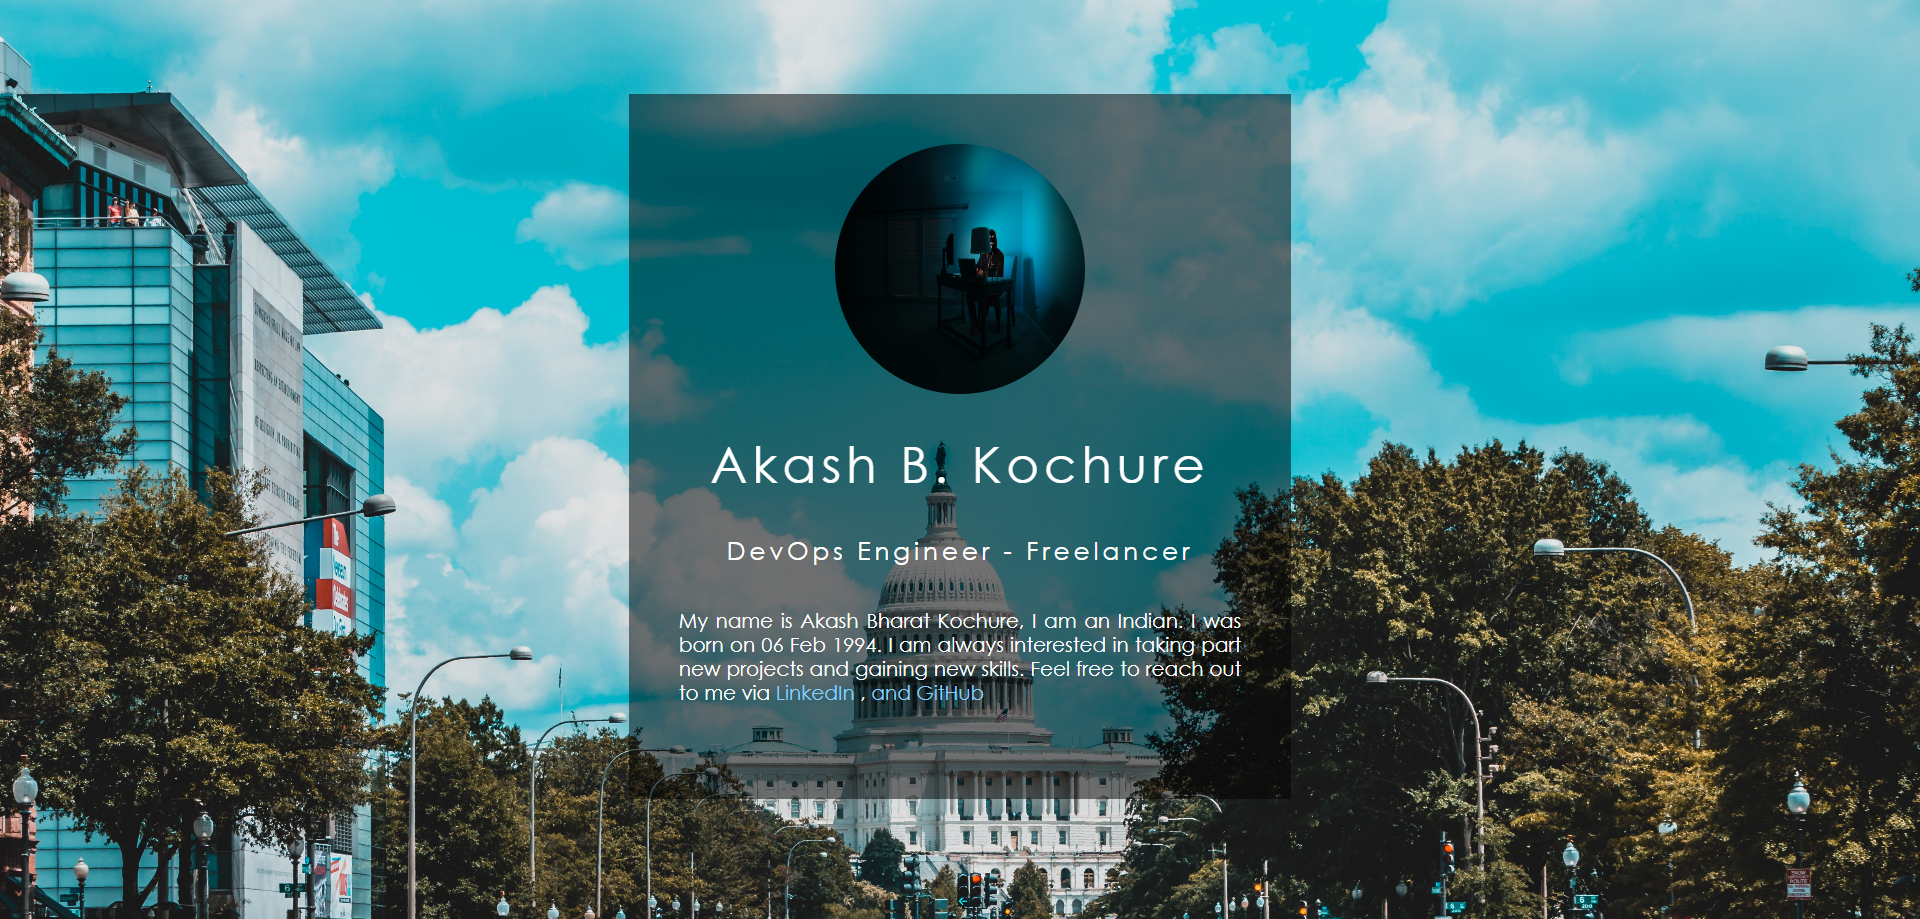 Akash B. Kochure
DevOps Engineer - Freelancer
My name is Akash Bharat Kochure, I am an Indian. I was
born on 06 Feb 1994. I am always interested in taking part
new projects and gaining new skills. Feel free to reach out
to me via LinkedIn , and GitHub